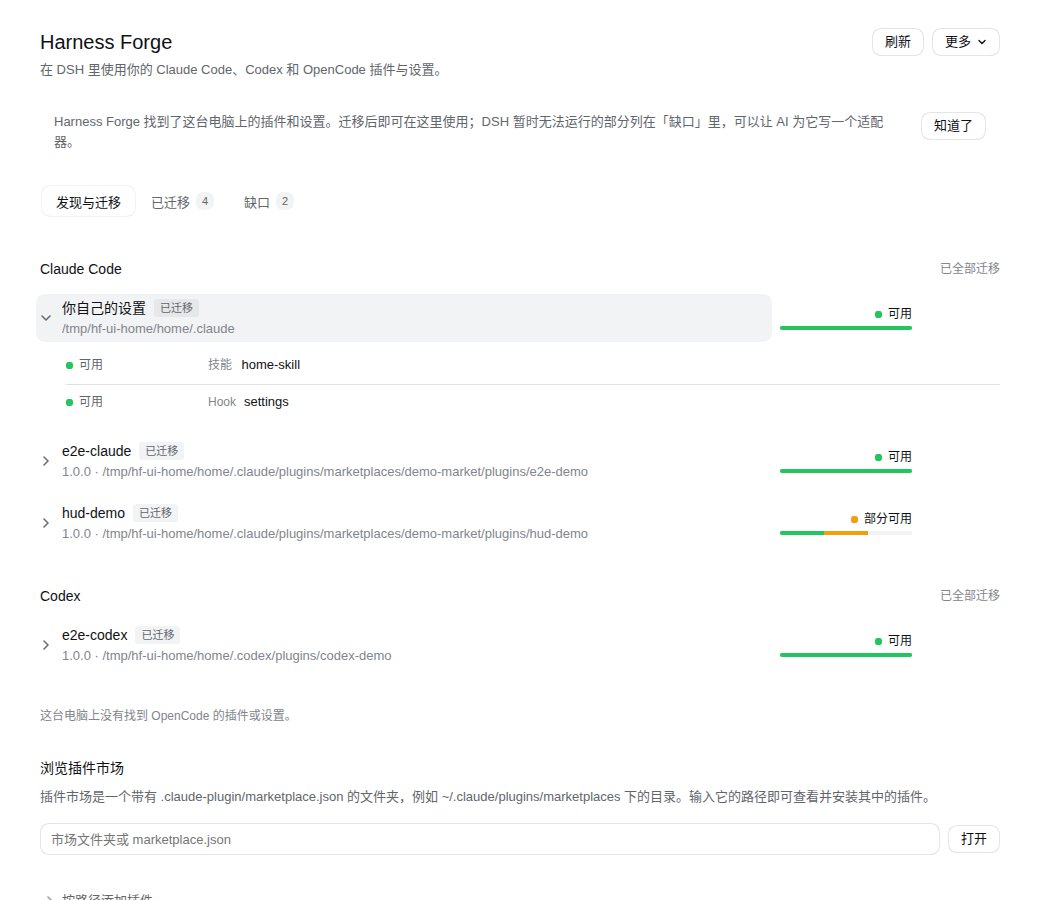 Harness Forge
刷新
更多
在 DSH 里使用你的 Claude Code、Codex 和 OpenCode 插件与设置。
Harness Forge 找到了这台电脑上的插件和设置。迁移后即可在这里使用；DSH 暂时无法运行的部分列在「缺口」里，可以让 AI 为它写一个适配
器。
知道了
发现与迁移
已迁移 4
缺口 2
Claude Code
已全部迁移
你自己的设置 已迁移
/tmp/hf-ui-home/home/.claude
可用
可用 技能 home-skill
可用 Hook settings
e2e-claude 已迁移
1.0.0 · /tmp/hf-ui-home/home/.claude/plugins/marketplaces/demo-market/plugins/e2e-demo
可用
hud-demo 已迁移
1.0.0 · /tmp/hf-ui-home/home/.claude/plugins/marketplaces/demo-market/plugins/hud-demo
部分可用
Codex
已全部迁移
e2e-codex 已迁移
1.0.0 · /tmp/hf-ui-home/home/.codex/plugins/codex-demo
可用
这台电脑上没有找到 OpenCode 的插件或设置。
浏览插件市场
插件市场是一个带有 .claude-plugin/marketplace.json 的文件夹，例如 ~/.claude/plugins/marketplaces 下的目录。输入它的路径即可查看并安装其中的插件。
市场文件夹或 marketplace.json
打开
按路径添加插件